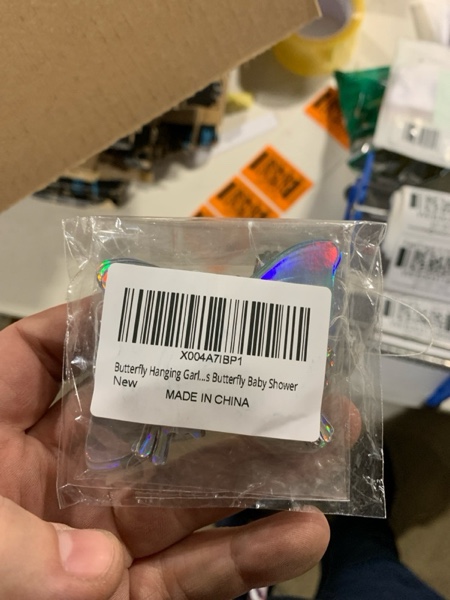 X004A7IBP1
Butterfly Hanging Garl...s Butterfly Baby Shower
New
MADE IN CHINA